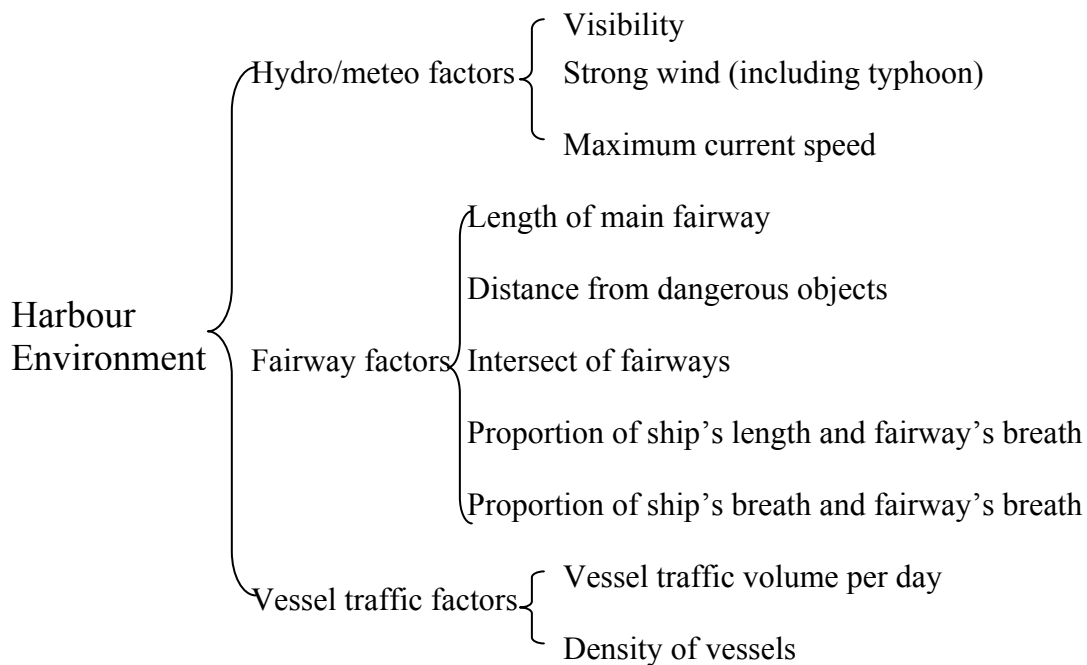 Harbour
Environment
Hydro/meteo factors
Visibility
Strong wind (including typhoon)
Maximum current speed
Fairway factors
Length of main fairway
Distance from dangerous objects
Intersect of fairways
Proportion of ship’s length and fairway’s breath
Proportion of ship’s breath and fairway’s breath
Vessel traffic factors
Vessel traffic volume per day
Density of vessels